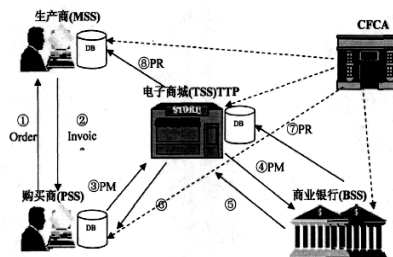 生产商(MSS)
CFCA
DB
⑧PR
电子商城(TSS)TTP
STORE
①
Order
②
Invoic
e
DB
⑦PR
③PM
④PM
购买商(PSS)
⑥
⑤
商业银行(BSS)
DB